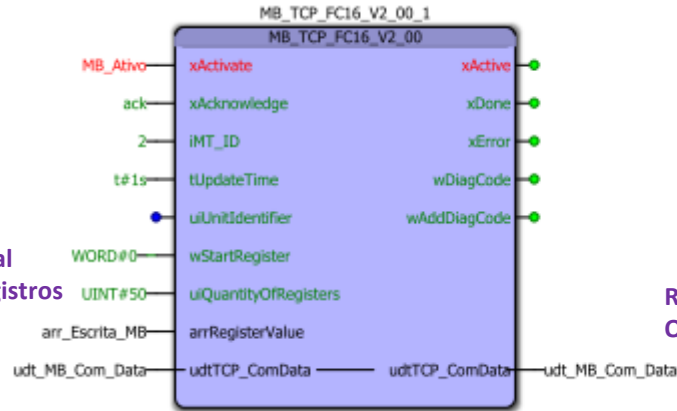 MB_TCP_FC16_V2_00_1
MB_TCP_FC16_V2_00
MB_Ativo xActivate xActive
ack xAcknowledge xDone
2 iMT_ID xError
t#1s tUpdateTime wDiagCode
uiUnitIdentifier wAddDiagCode
al
WORD#0 wStartRegister
gistros UINT#50 uiQuantityOfRegisters R
arr_Escrita_MB arrRegisterValue
udt_MB_Com_Data udtTCP_ComData udtTCP_ComData udt_MB_Com_Data